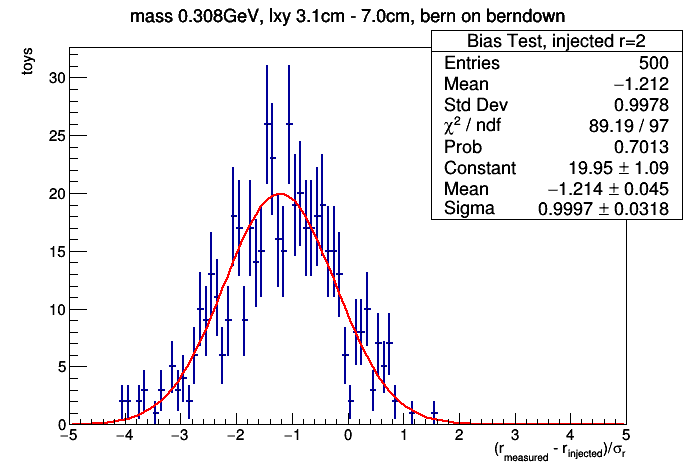 mass 0.308GeV, lxy 3.1cm - 7.0cm, bern on berndown
Bias Test, injected r=2
Entries 500
Mean −1.212
Std Dev 0.9978
χ² / ndf 89.19 / 97
Prob 0.7013
Constant 19.95 ± 1.09
Mean −1.214 ± 0.045
Sigma 0.9997 ± 0.0318
toys
30
25
20
15
10
5
0
−5 −4 −3 −2 −1 0 1 2 3 4 5
(r_measured - r_injected)/σ_r